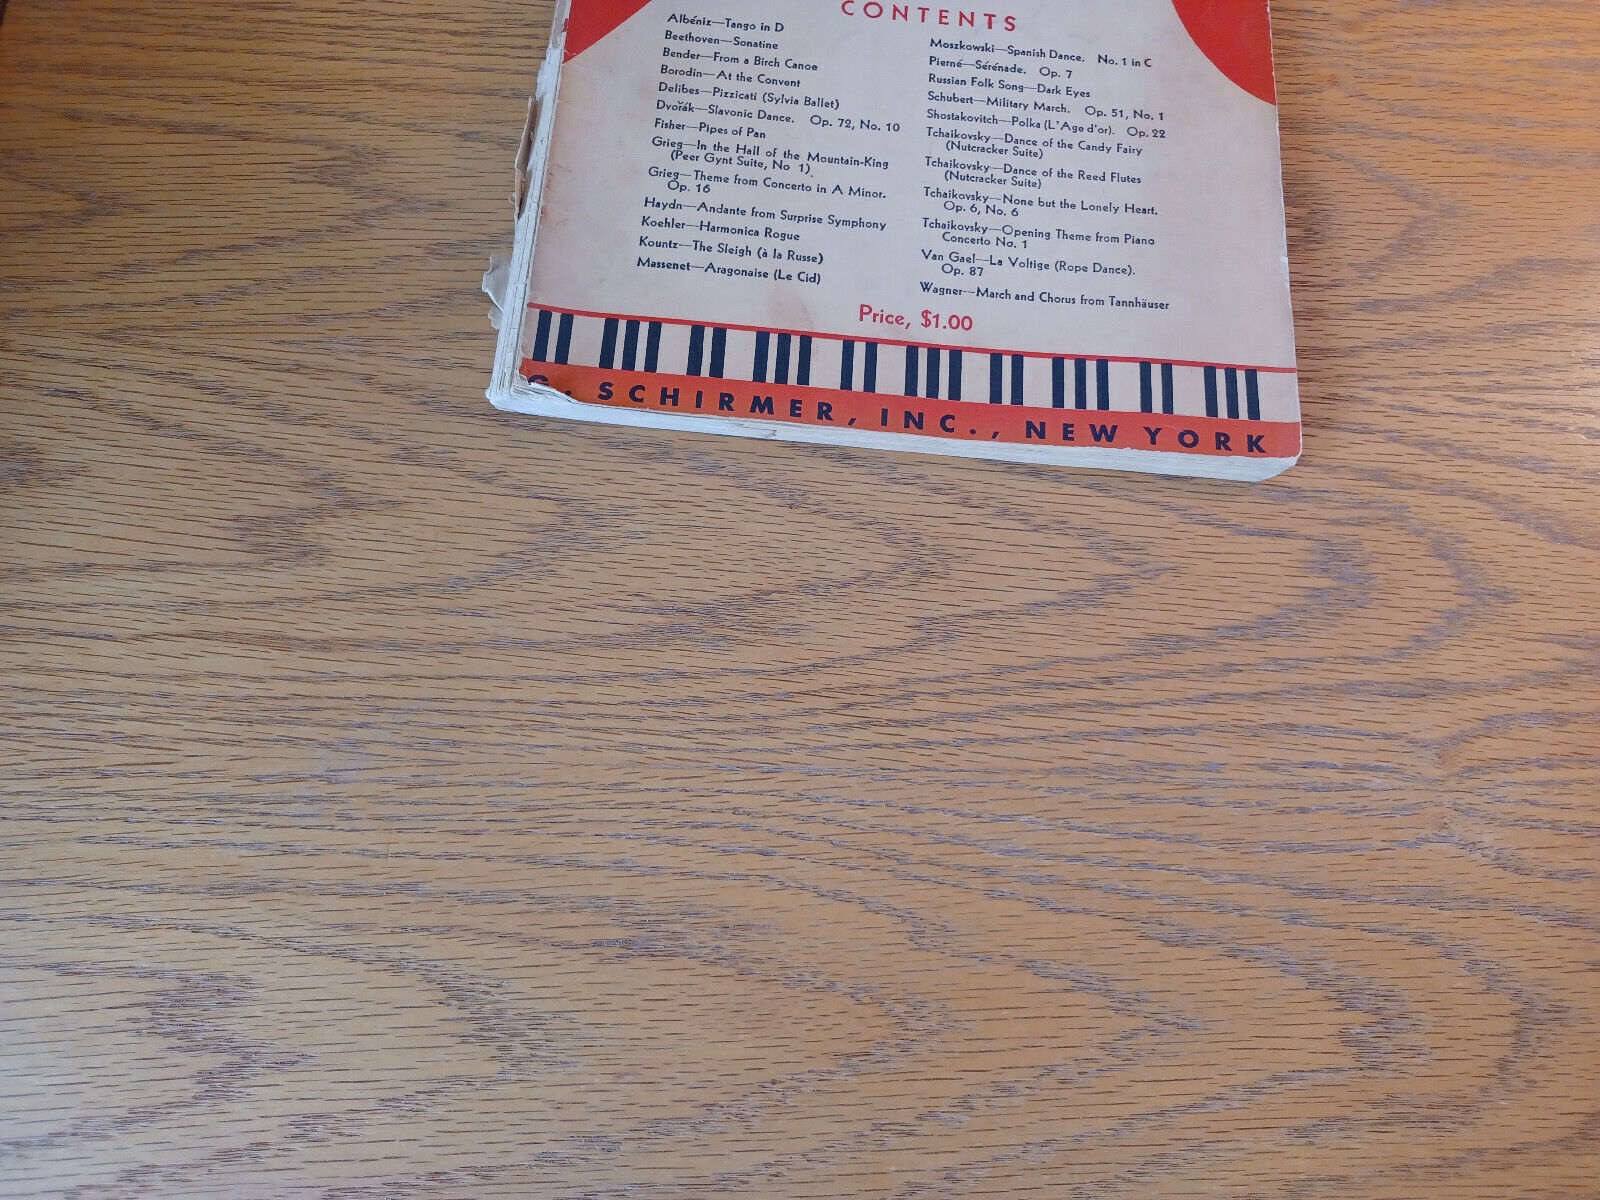 CONTENTS
Albéniz—Tango in D
Beethoven—Sonatine
Bender—From a Birch Canoe
Borodin—At the Convent
Delibes—Pizzicati (Sylvia Ballet)
Dvořák—Slavonic Dance. Op. 72, No. 10
Fisher—Pipes of Pan
Grieg—In the Hall of the Mountain-King
(Peer Gynt Suite, No 1).
Grieg—Theme from Concerto in A Minor.
Op. 16
Haydn—Andante from Surprise Symphony
Koehler—Harmonica Rogue
Kountz—The Sleigh (à la Russe)
Massenet—Aragonaise (Le Cid)
Moszkowski—Spanish Dance. No. 1 in C
Pierné—Sérénade. Op. 7
Russian Folk Song—Dark Eyes
Schubert—Military March. Op. 51, No. 1
Shostakovitch—Polka (L'Age d'or). Op. 22
Tchaikovsky—Dance of the Candy Fairy
(Nutcracker Suite)
Tchaikovsky—Dance of the Reed Flutes
(Nutcracker Suite)
Tchaikovsky—None but the Lonely Heart.
Op. 6, No. 6
Tchaikovsky—Opening Theme from Piano
Concerto No. 1
Van Gael—La Voltige (Rope Dance).
Op. 87
Wagner—March and Chorus from Tannhäuser
Price, $1.00
G. SCHIRMER, INC., NEW YORK